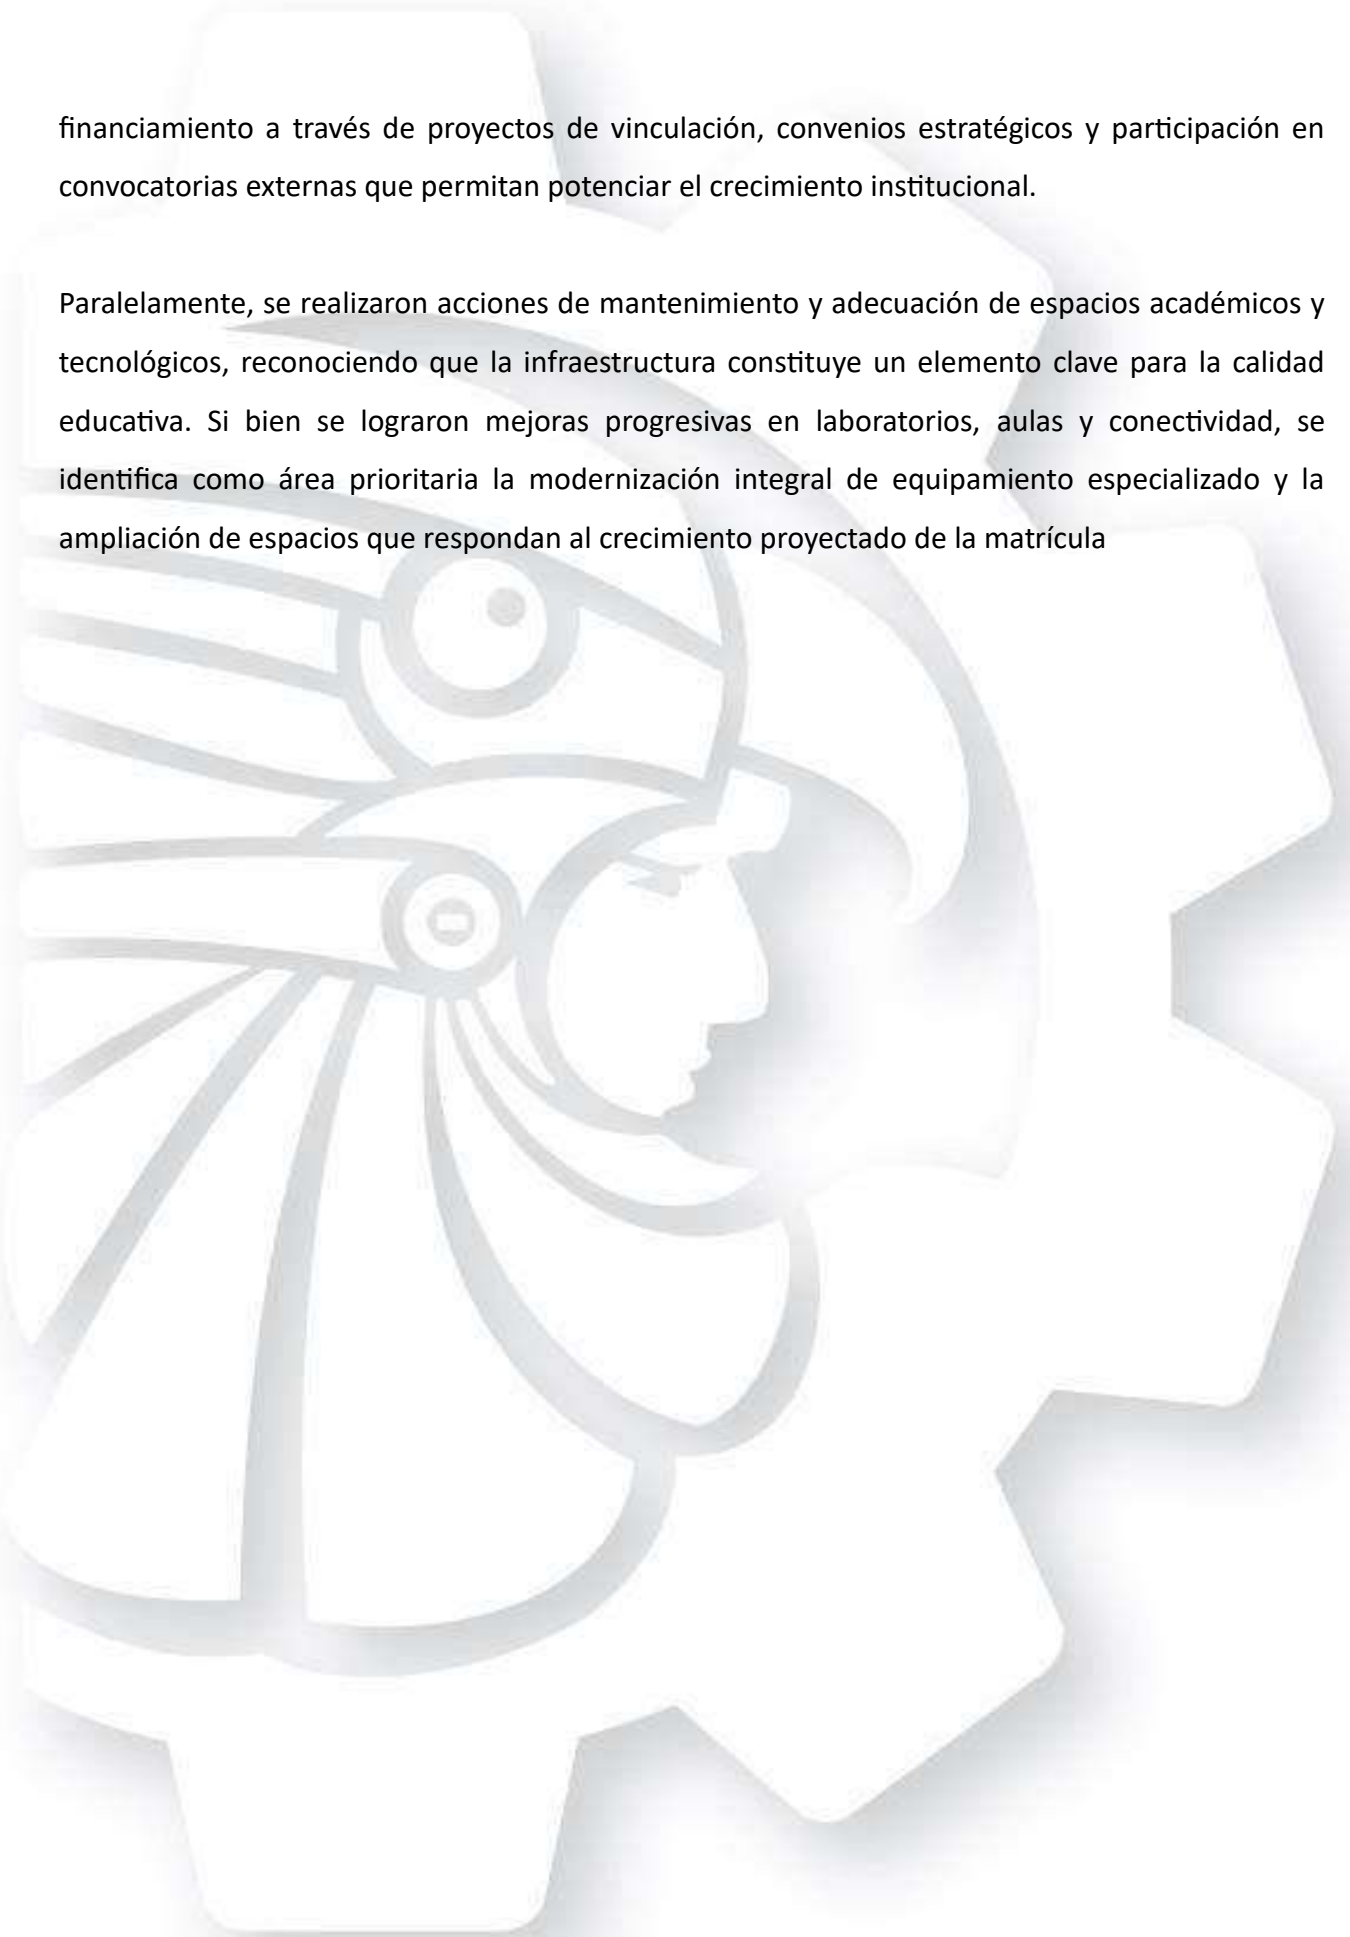 financiamiento a través de proyectos de vinculación, convenios estratégicos y participación en
convocatorias externas que permitan potenciar el crecimiento institucional.
Paralelamente, se realizaron acciones de mantenimiento y adecuación de espacios académicos y
tecnológicos, reconociendo que la infraestructura constituye un elemento clave para la calidad
educativa. Si bien se lograron mejoras progresivas en laboratorios, aulas y conectividad, se
identifica como área prioritaria la modernización integral de equipamiento especializado y la
ampliación de espacios que respondan al crecimiento proyectado de la matrícula